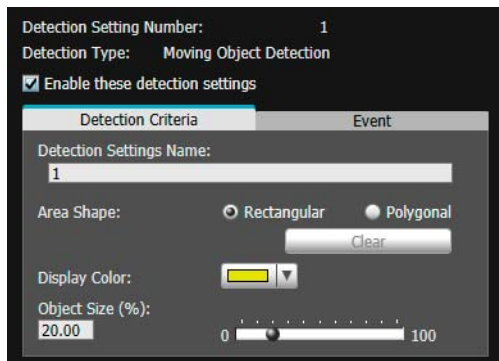 Detection Setting Number: 1
Detection Type: Moving Object Detection
Enable these detection settings
Detection Criteria Event
Detection Settings Name:
1
Area Shape: Rectangular Polygonal
Clear
Display Color:
Object Size (%):
20.00
0 100